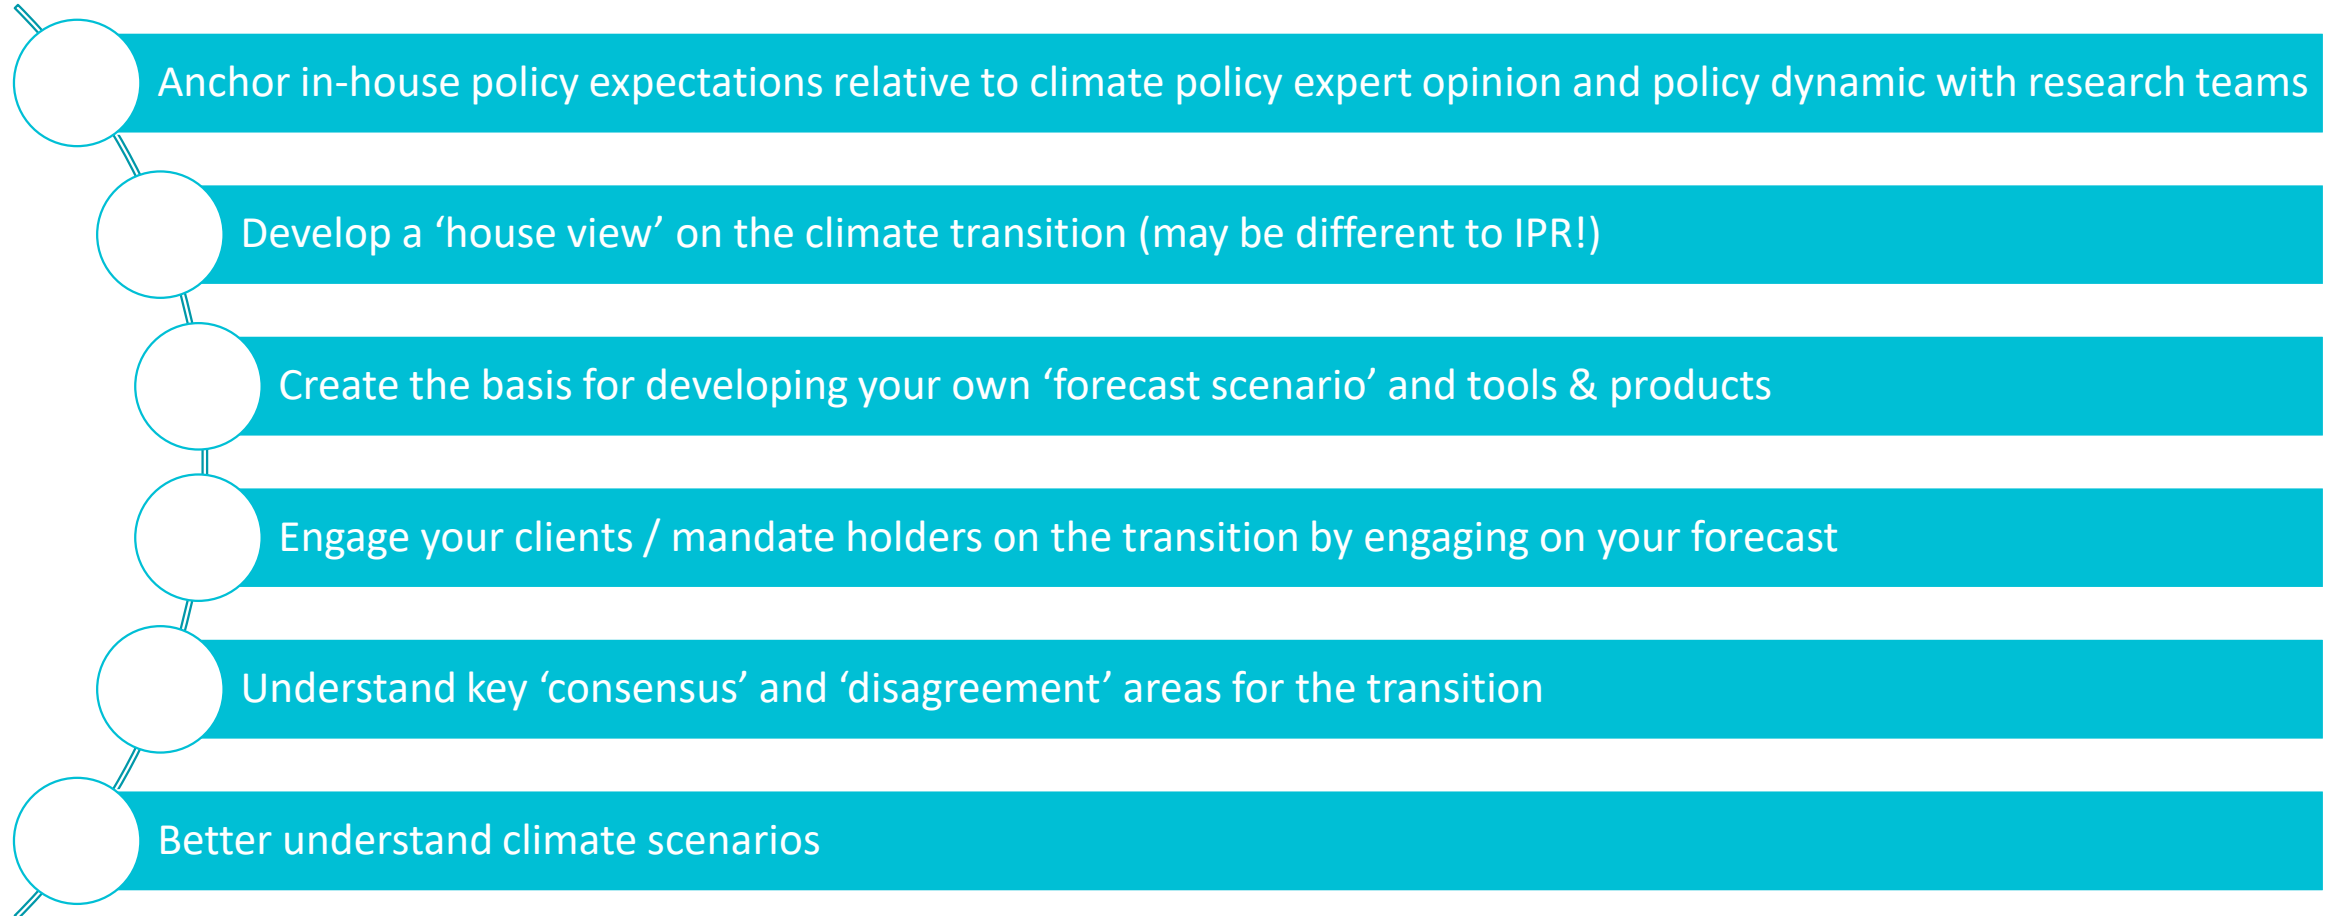 Anchor in-house policy expectations relative to climate policy expert opinion and policy dynamic with research teams
Develop a ‘house view’ on the climate transition (may be different to IPR!)
Create the basis for developing your own ‘forecast scenario’ and tools & products
Engage your clients / mandate holders on the transition by engaging on your forecast
Understand key ‘consensus’ and ‘disagreement’ areas for the transition
Better understand climate scenarios